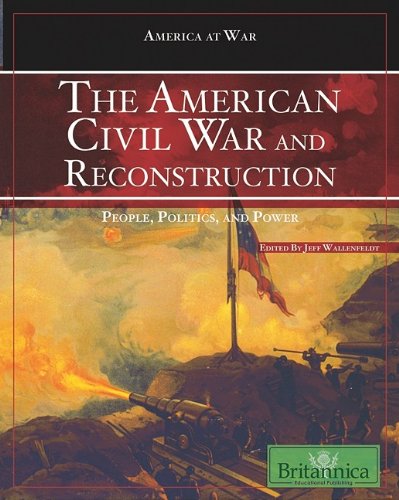 AMERICA AT WAR
THE AMERICAN
CIVIL WAR AND
RECONSTRUCTION
PEOPLE, POLITICS, AND POWER
EDITED BY JEFF WALLENFELDT
Britannica
Educational Publishing